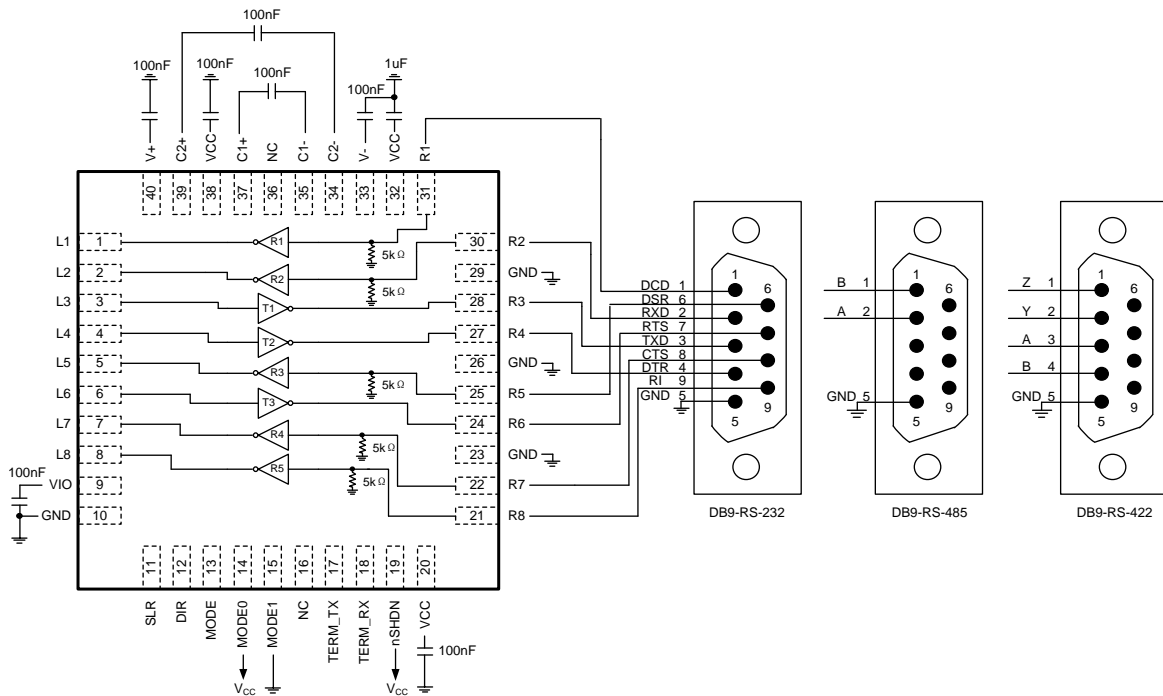 100nF
100nF
100nF
100nF
100nF
1uF
V+
C2+
VCC
C1+
NC
C1-
C2-
V-
VCC
R1
40
39
38
37
36
35
34
33
32
31
L1
1
R1
5kΩ
30
R2
L2
2
R2
5kΩ
29
GND
L3
3
T1
28
R3
L4
4
T2
27
R4
L5
5
R3
5kΩ
26
GND
L6
6
T3
25
R5
L7
7
R4
5kΩ
24
R6
L8
8
R5
5kΩ
23
GND
100nF
VIO
9
22
R7
GND
10
21
R8
11
12
13
14
15
16
17
18
19
20
SLR
DIR
MODE
MODE0
MODE1
NC
TERM_TX
TERM_RX
nSHDN
VCC
100nF
VCC
VCC
DCD 1
DSR 6
RXD 2
RTS 7
TXD 3
CTS 8
DTR 4
RI 9
GND 5
1
6
5
9
DB9-RS-232
B 1
A 2
GND 5
1
6
5
9
DB9-RS-485
Z 1
Y 2
A 3
B 4
GND 5
1
6
5
9
DB9-RS-422